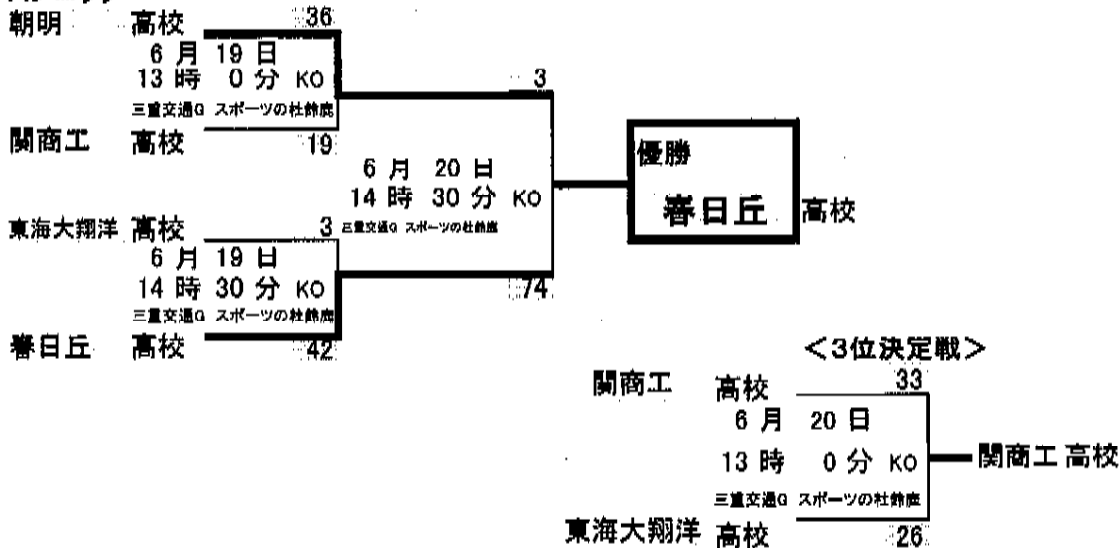 朝明 高校 36
6 月 19 日
13 時 0 分 KO
三重交通G スポーツの杜鈴鹿
関商工 高校 19
3
6 月 20 日
14 時 30 分 KO
三重交通G スポーツの杜鈴鹿
74
優勝
春日丘 高校
東海大翔洋 高校 3
6 月 19 日
14 時 30 分 KO
三重交通G スポーツの杜鈴鹿
春日丘 高校 42
<3位決定戦>
関商工 高校 33
6 月 20 日
13 時 0 分 KO
三重交通G スポーツの杜鈴鹿
関商工 高校
東海大翔洋 高校 26